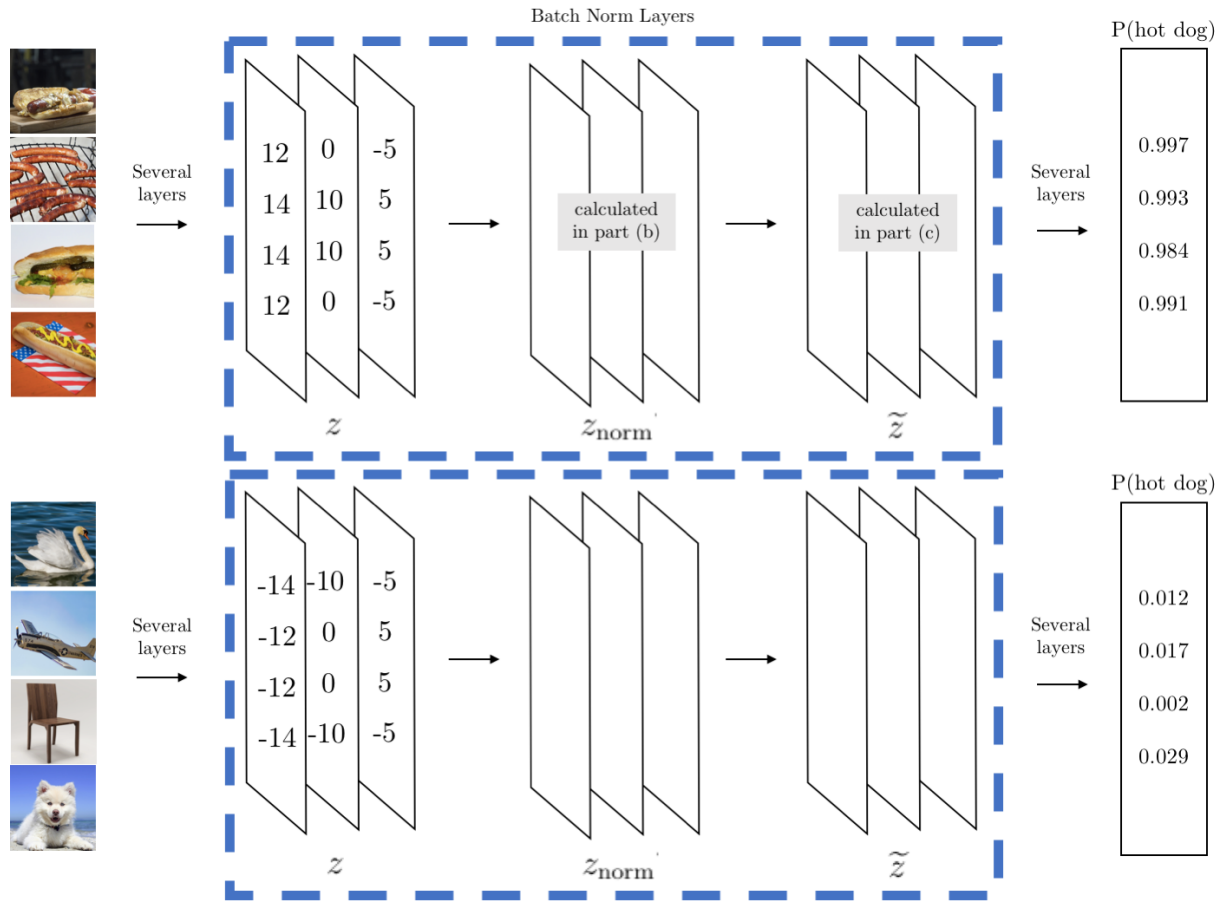 Batch Norm Layers
P(hot dog)
Several
layers
12 0 -5
14 10 5
14 10 5
12 0 -5
calculated
in part (b)
calculated
in part (c)
Several
layers
0.997
0.993
0.984
0.991
z
z_norm
z̃
P(hot dog)
Several
layers
-14 -10 -5
-12 0 5
-12 0 5
-14 -10 -5
Several
layers
0.012
0.017
0.002
0.029
z
z_norm
z̃